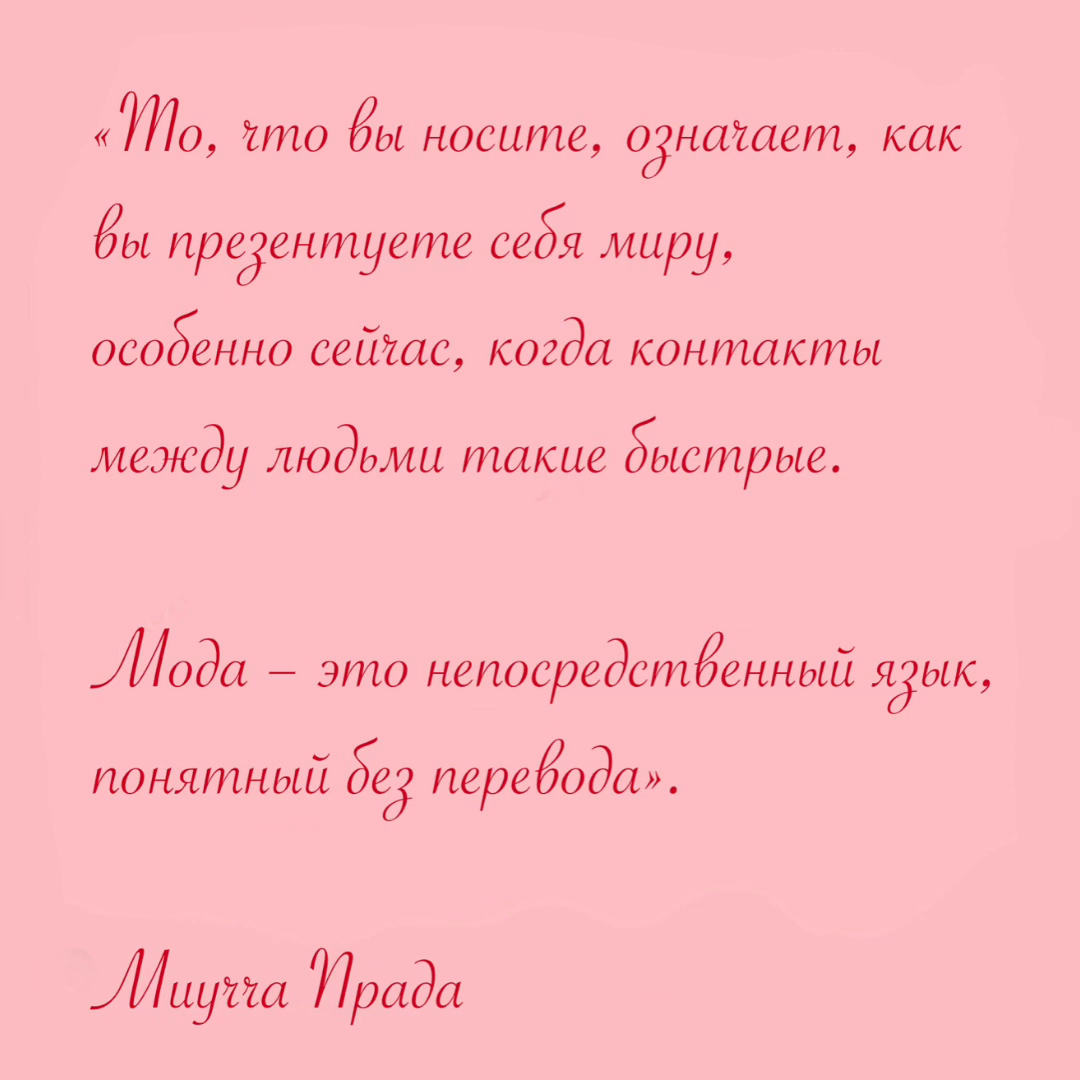 «То, что вы носите, означает, как
вы презентуете себя миру,
особенно сейчас, когда контакты
между людьми такие быстрые.
Мода – это непосредственный язык,
понятный без перевода».
Миучча Прада